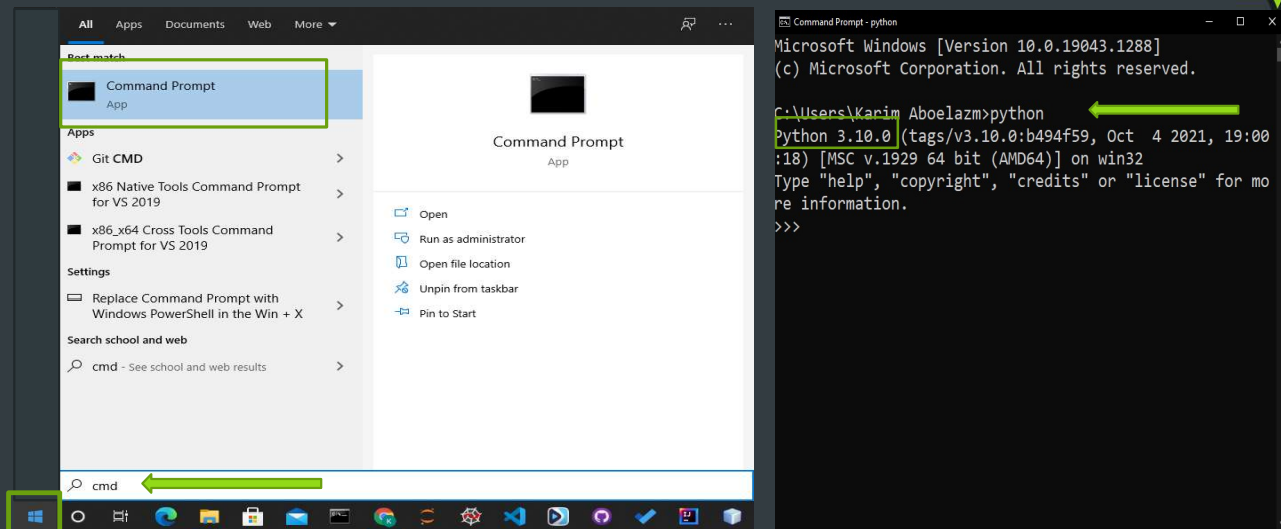 All Apps Documents Web More
Best match
Command Prompt
App
Apps
Git CMD
x86 Native Tools Command Prompt
for VS 2019
x86_x64 Cross Tools Command
Prompt for VS 2019
Settings
Replace Command Prompt with
Windows PowerShell in the Win + X
Search school and web
cmd - See school and web results
cmd
Command Prompt
App
Open
Run as administrator
Open file location
Unpin from taskbar
Pin to Start
Command Prompt - python
Microsoft Windows [Version 10.0.19043.1288]
(c) Microsoft Corporation. All rights reserved.
C:\Users\Karim Aboelazm>python
Python 3.10.0 (tags/v3.10.0:b494f59, Oct  4 2021, 19:00
:18) [MSC v.1929 64 bit (AMD64)] on win32
Type "help", "copyright", "credits" or "license" for mo
re information.
>>>